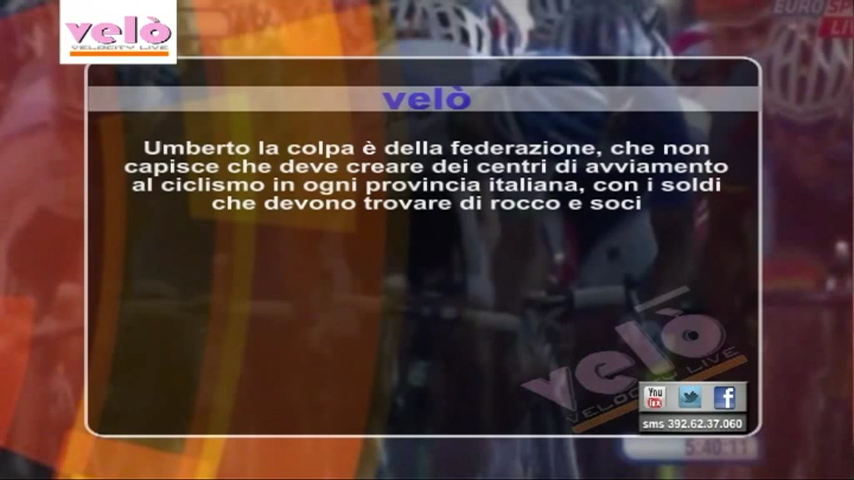 velò
VELOCITY LIVE
EUROSP
LI
velò
Umberto la colpa è della federazione, che non
capisce che deve creare dei centri di avviamento
al ciclismo in ogni provincia italiana, con i soldi
che devono trovare di rocco e soci
velò
VELOCITY LIVE
sms 392.62.37.060
5:40:11